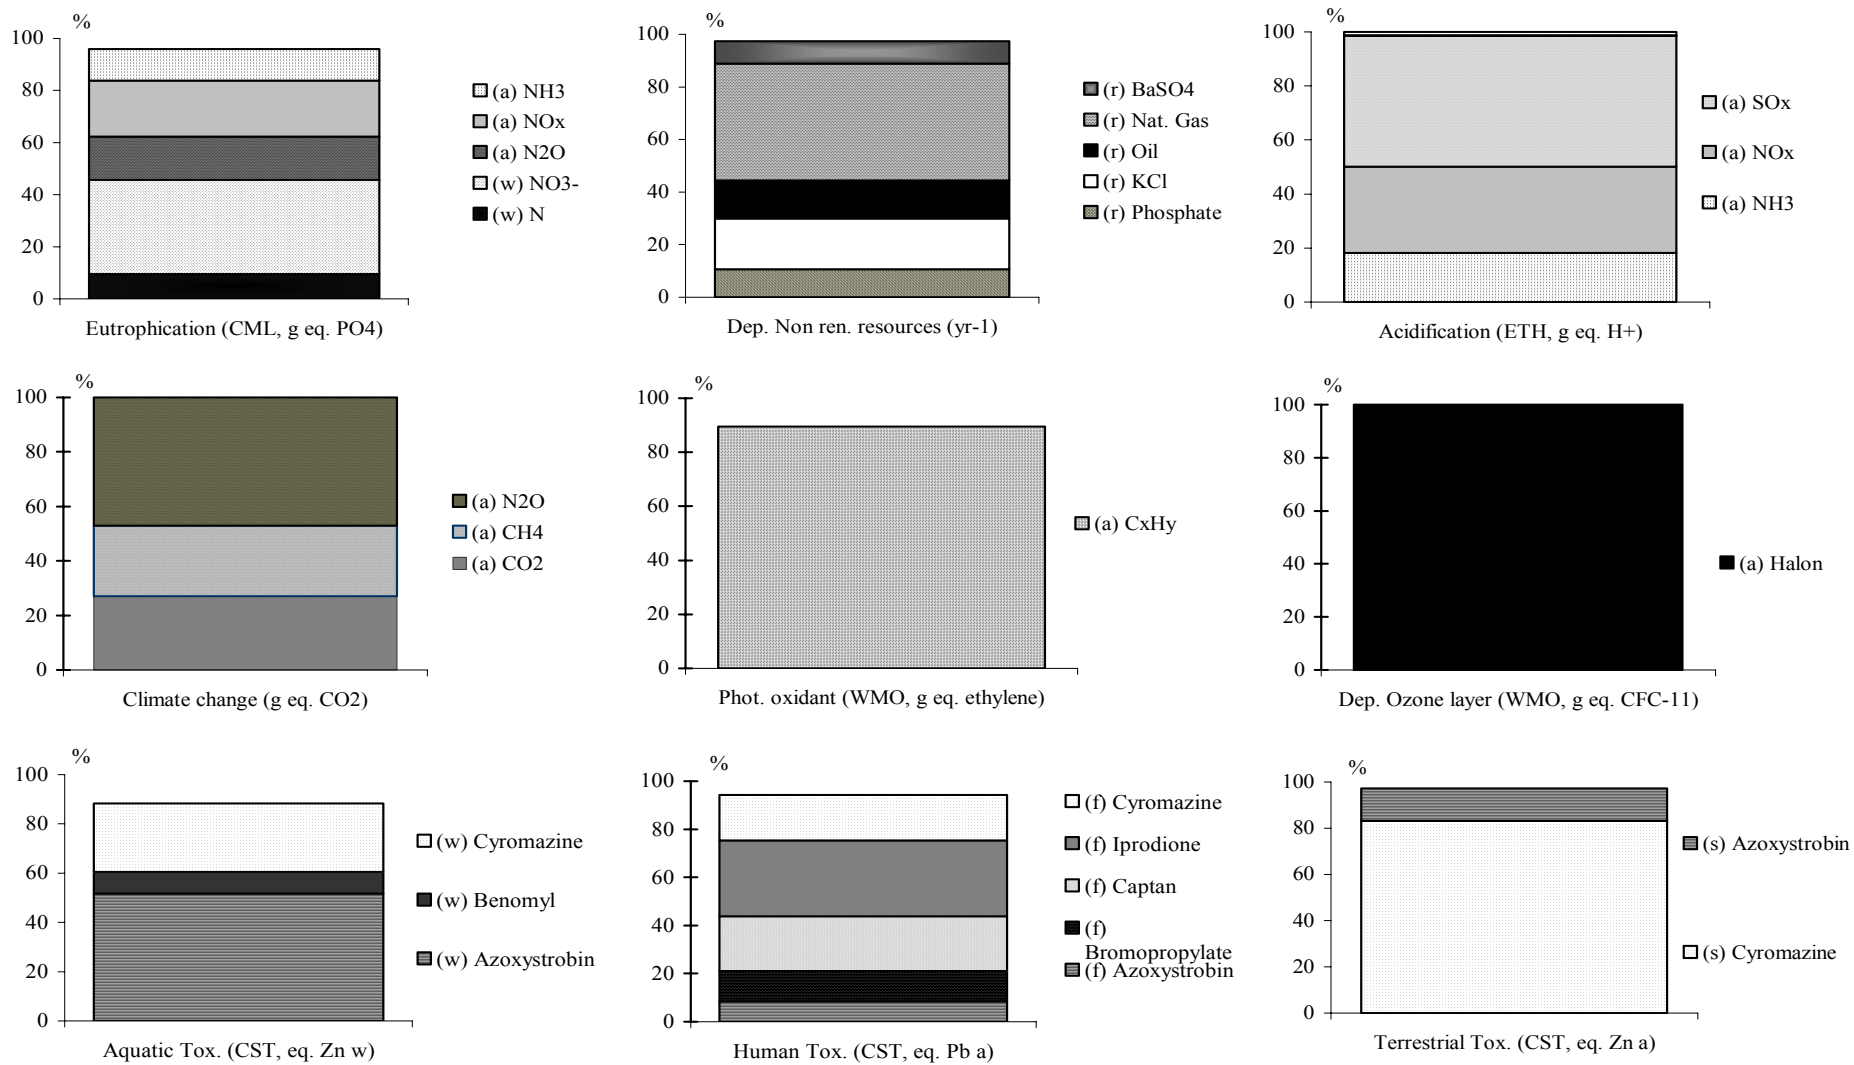 %
100
80
60
40
20
0
(a) NH3
(a) NOx
(a) N2O
(w) NO3-
(w) N
Eutrophication (CML, g eq. PO4)
%
100
80
60
40
20
0
(r) BaSO4
(r) Nat. Gas
(r) Oil
(r) KCl
(r) Phosphate
Dep. Non ren. resources (yr-1)
%
100
80
60
40
20
0
(a) SOx
(a) NOx
(a) NH3
Acidification (ETH, g eq. H+)
%
100
80
60
40
20
0
(a) N2O
(a) CH4
(a) CO2
Climate change (g eq. CO2)
%
100
80
60
40
20
0
(a) CxHy
Phot. oxidant (WMO, g eq. ethylene)
%
100
80
60
40
20
0
(a) Halon
Dep. Ozone layer (WMO, g eq. CFC-11)
%
100
80
60
40
20
0
(w) Cyromazine
(w) Benomyl
(w) Azoxystrobin
Aquatic Tox. (CST, eq. Zn w)
%
100
80
60
40
20
0
(f) Cyromazine
(f) Iprodione
(f) Captan
(f)
Bromopropylate
(f) Azoxystrobin
Human Tox. (CST, eq. Pb a)
%
100
80
60
40
20
0
(s) Azoxystrobin
(s) Cyromazine
Terrestrial Tox. (CST, eq. Zn a)